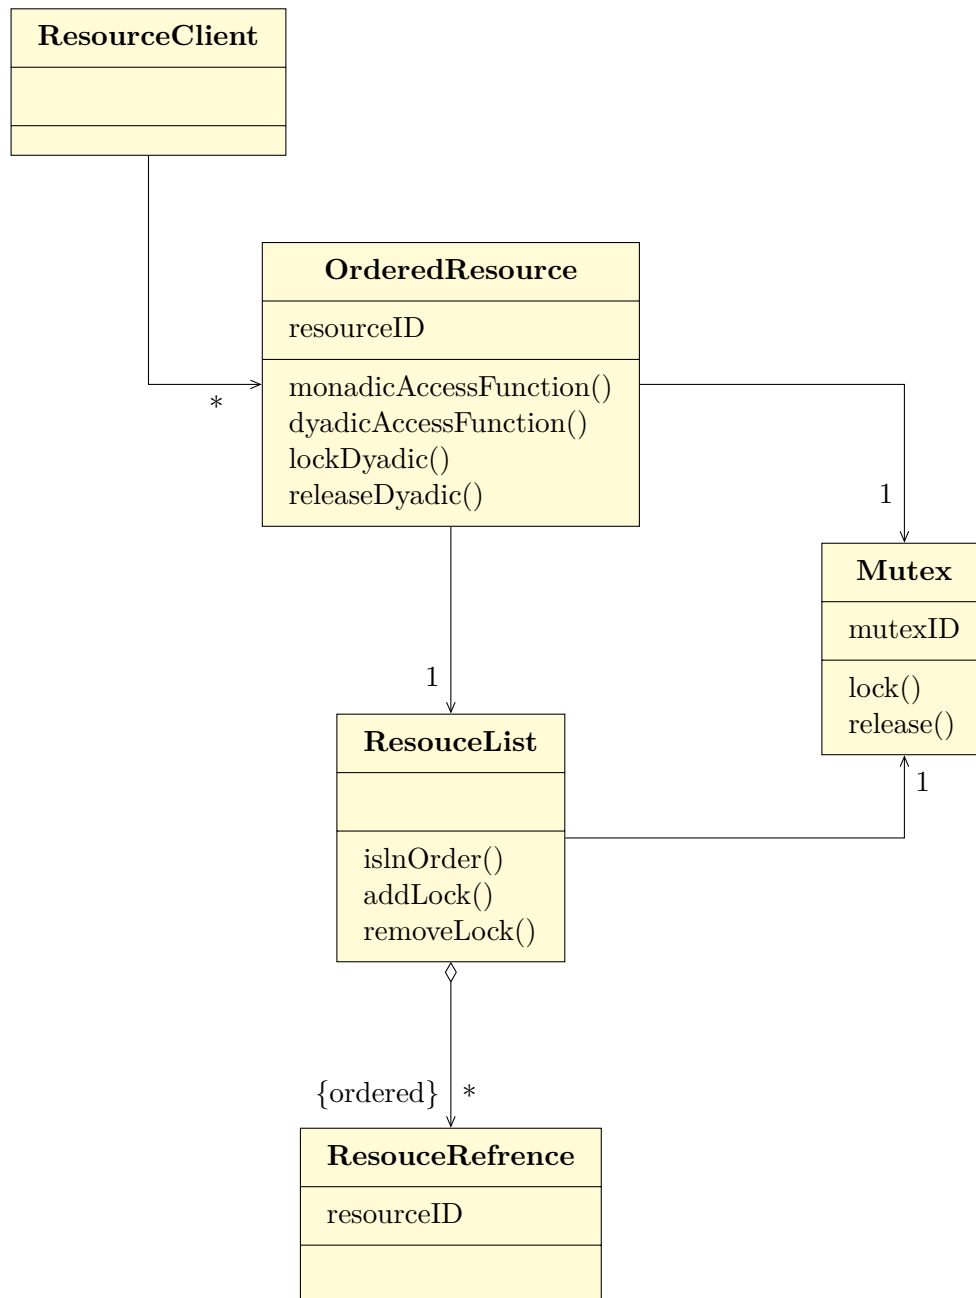 ResourceClient
OrderedResource
resourceID
monadicAccessFunction()
dyadicAccessFunction()
lockDyadic()
releaseDyadic()
*
1
Mutex
mutexID
lock()
release()
1
1
ResouceList
islnOrder()
addLock()
removeLock()
{ordered} *
ResouceRefrence
resourceID